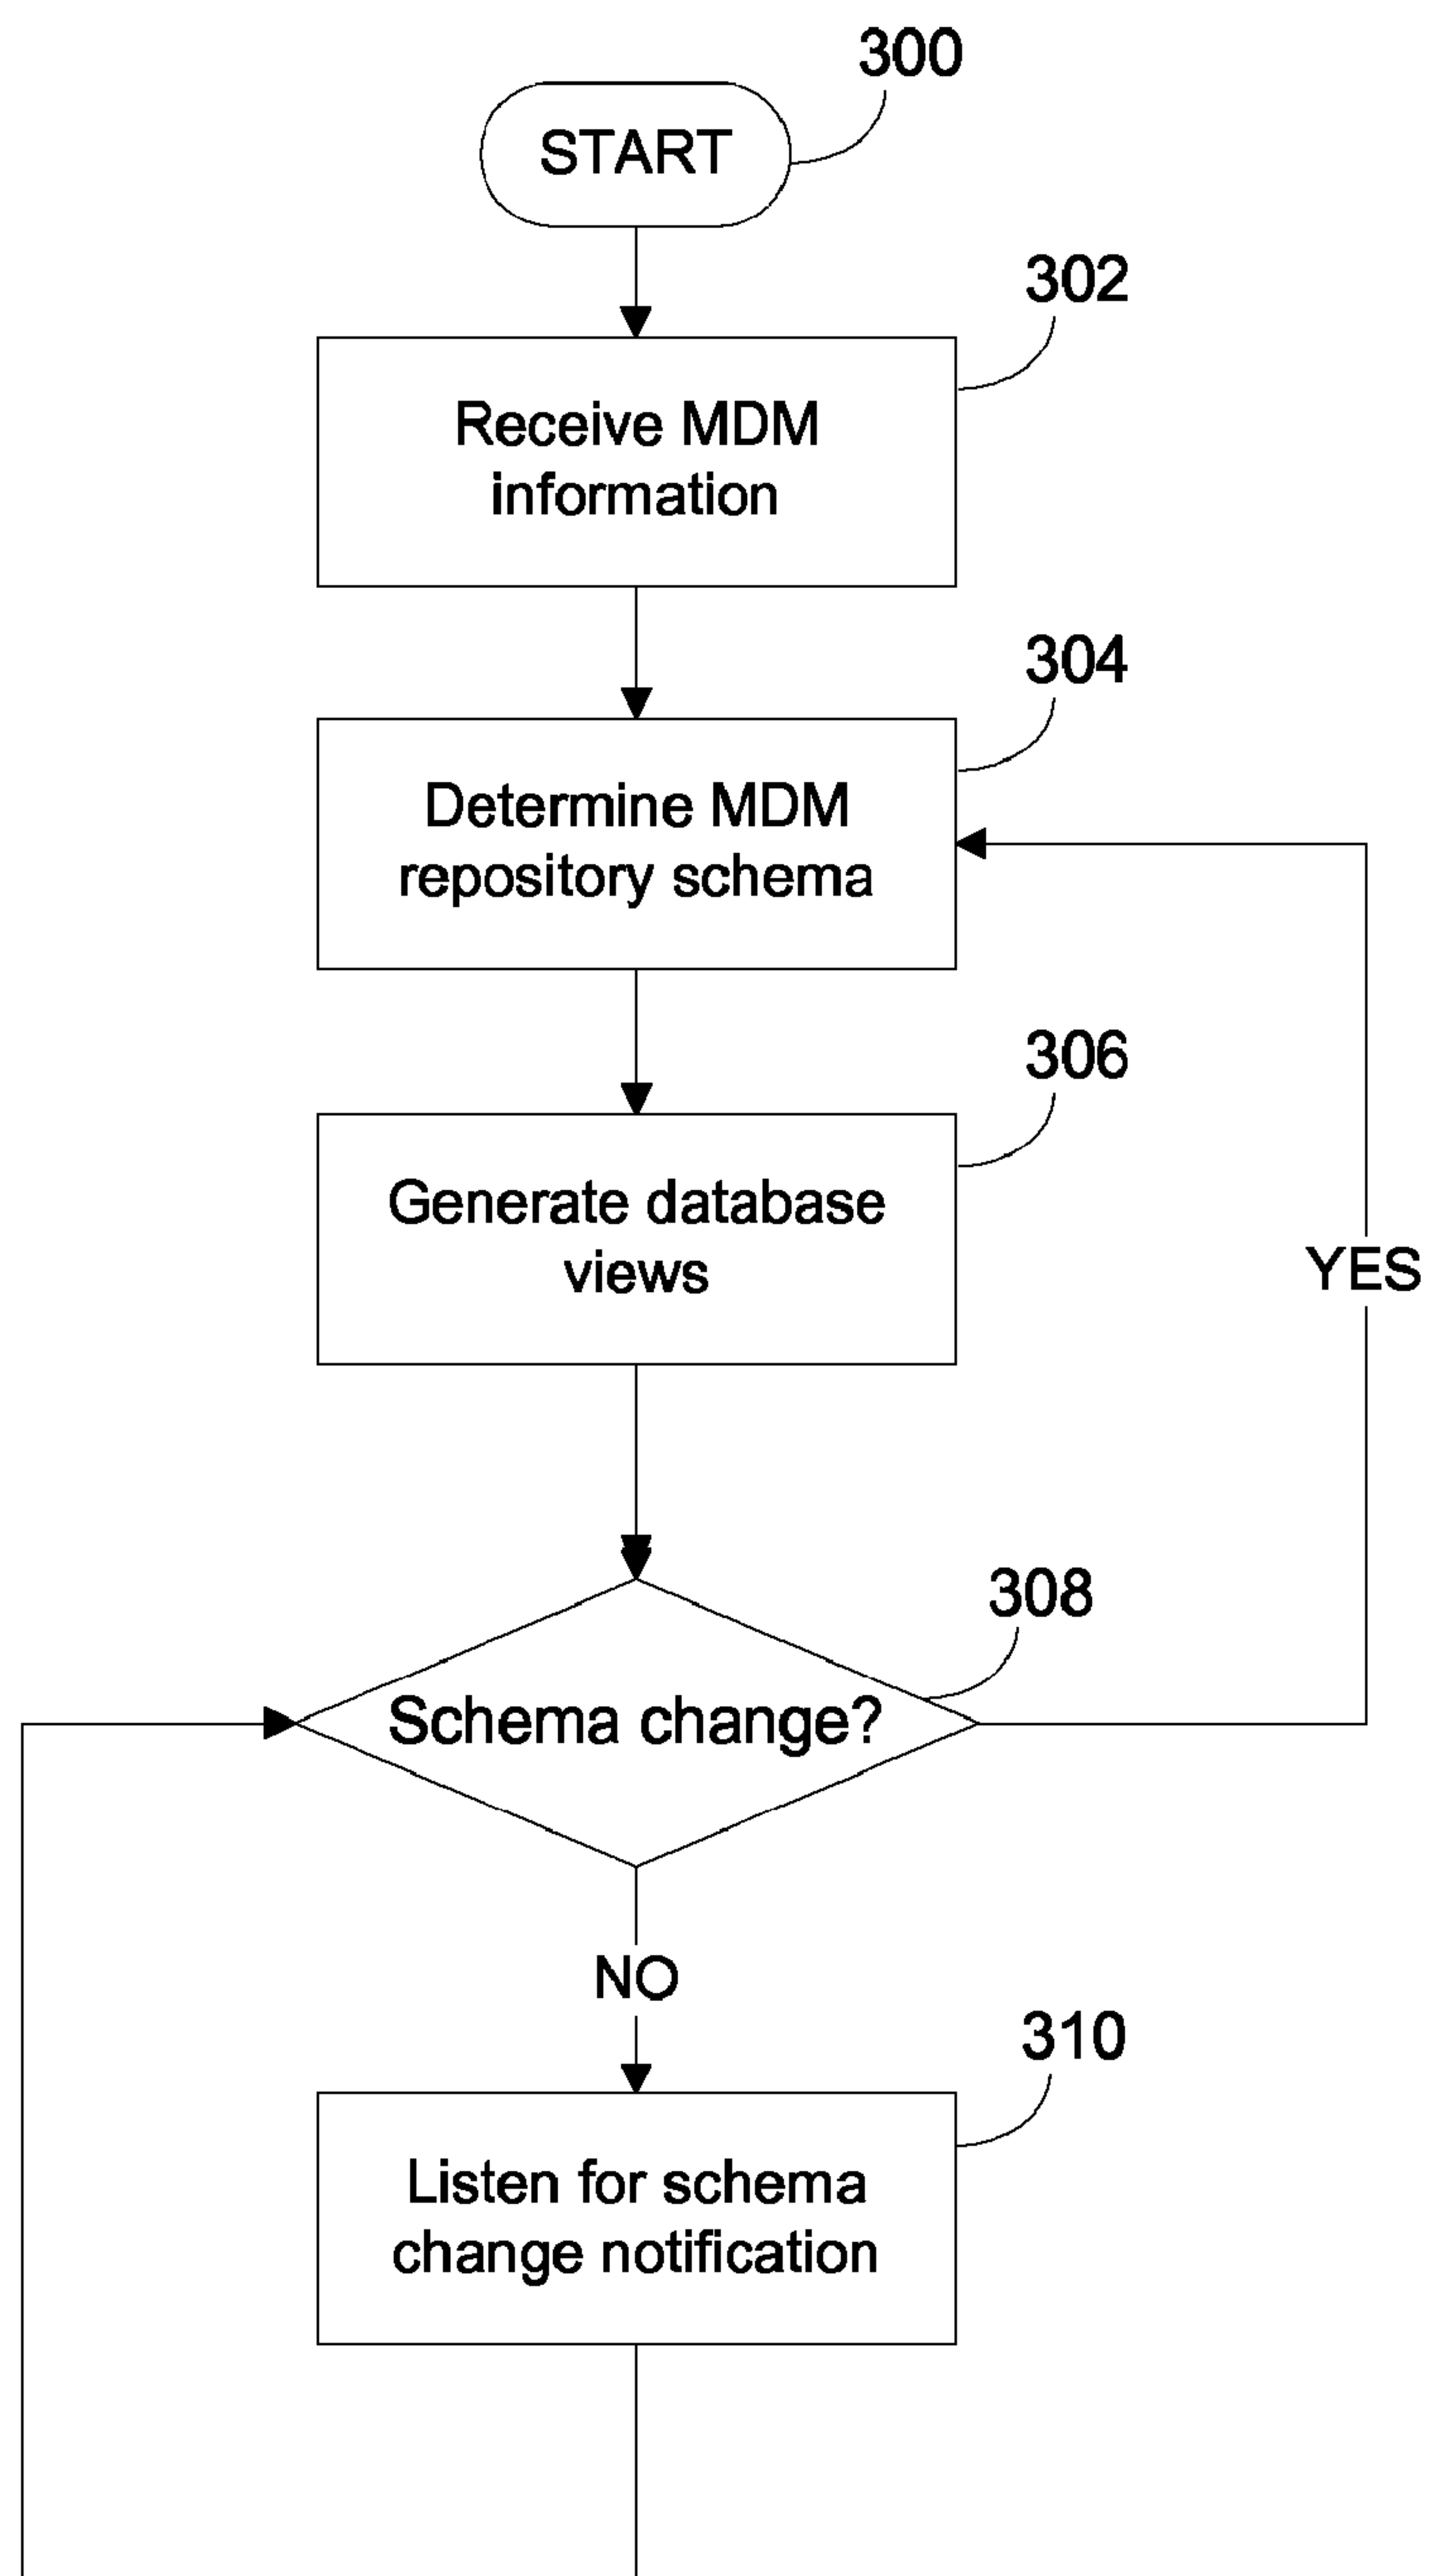 300
START
302
Receive MDM
information
304
Determine MDM
repository schema
306
Generate database
views
YES
308
Schema change?
NO
310
Listen for schema
change notification